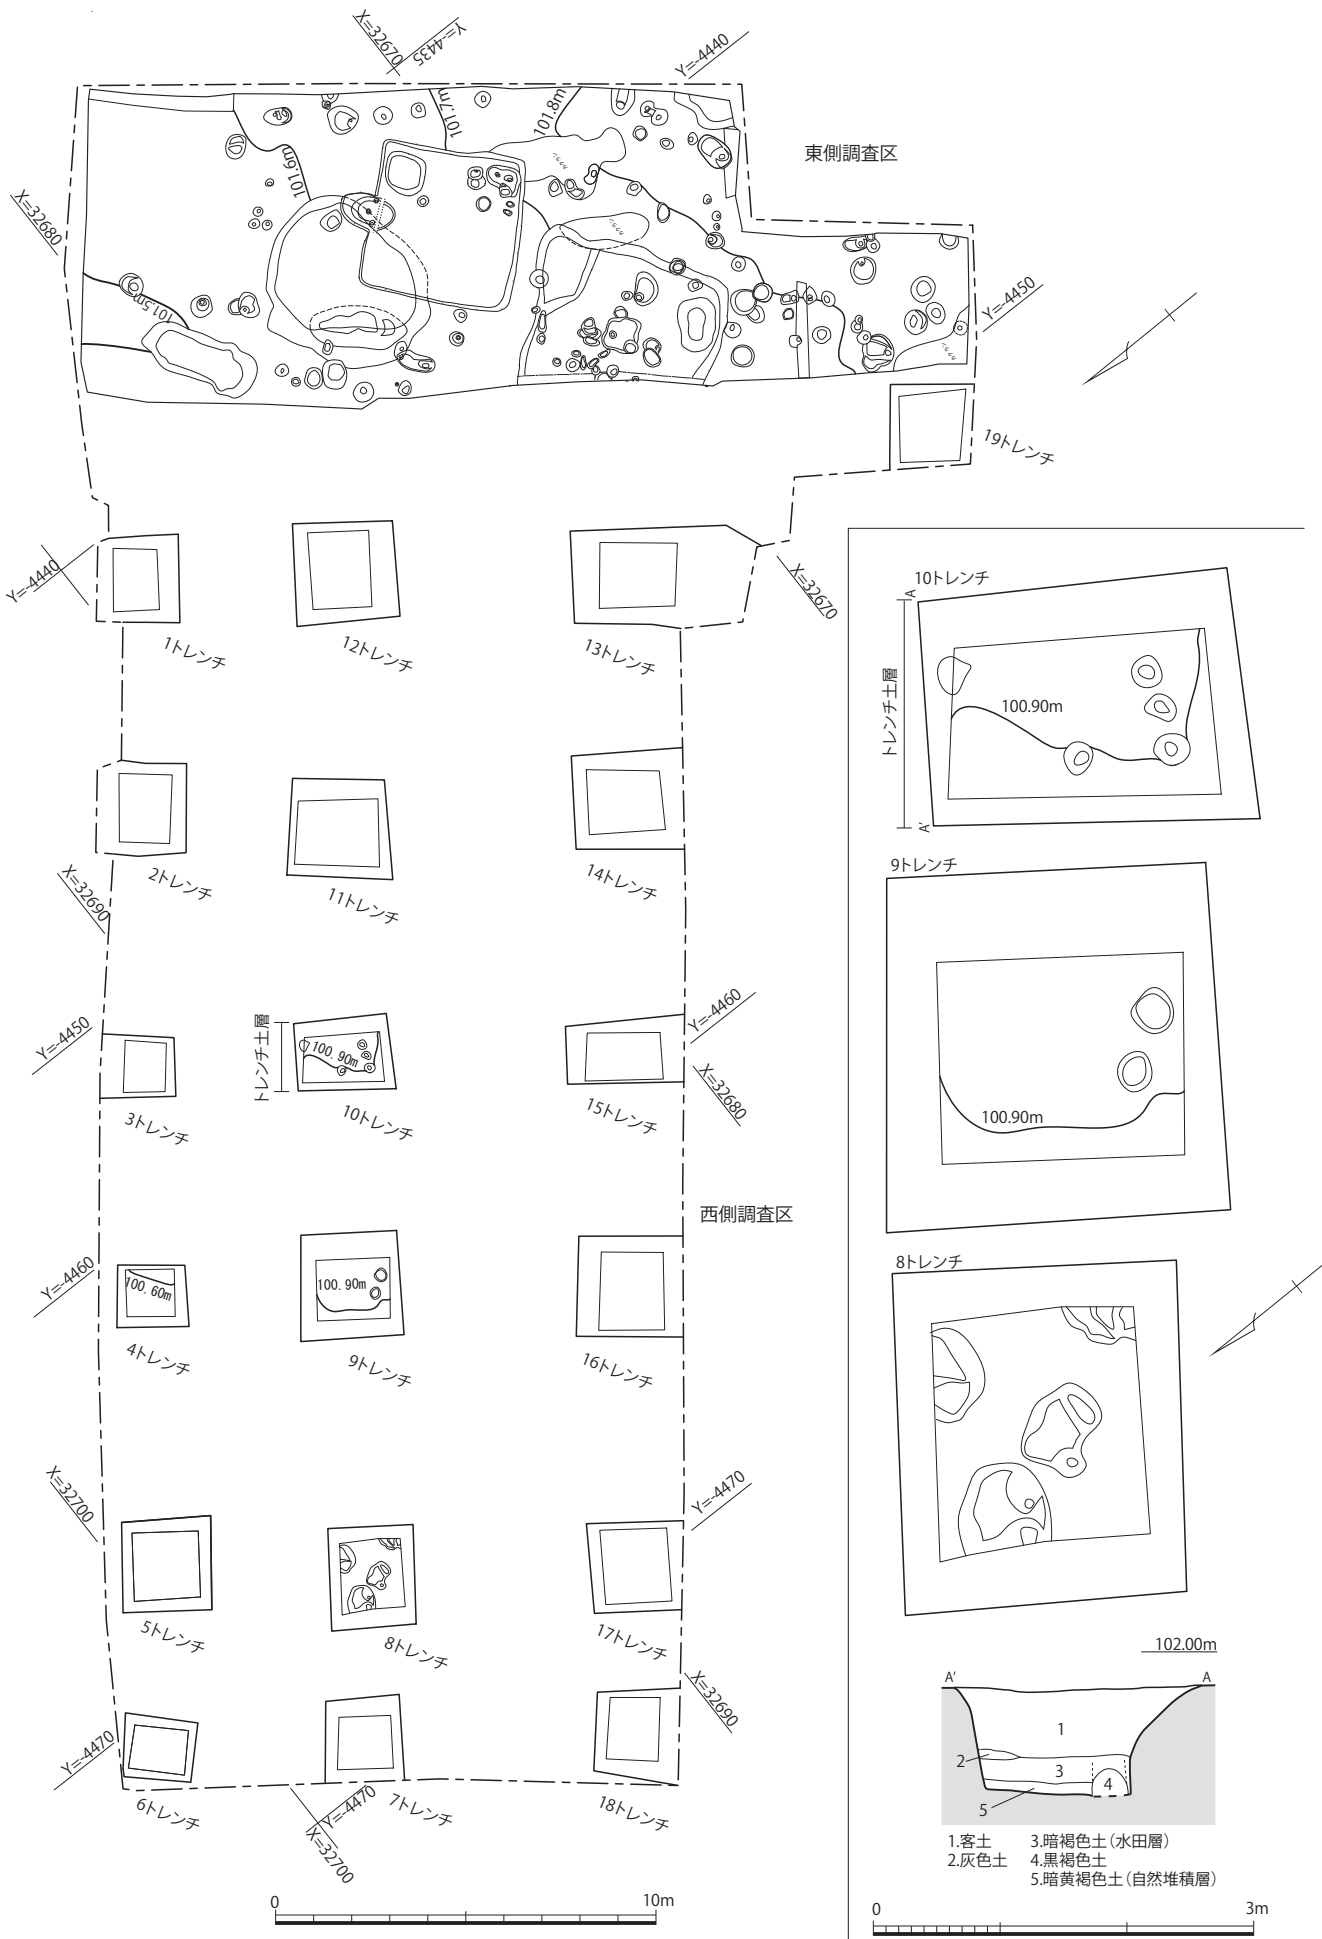 X=32670
Y=-4435
Y=-4440
101.7m
101.8m
東側調査区
101.6m
X=32680
101.5m
Y=-4450
19トレンチ
Y=-4440
X=32670
1トレンチ
12トレンチ
13トレンチ
10トレンチ
A
トレンチ土層
100.90m
A'
2トレンチ
11トレンチ
14トレンチ
X=32690
9トレンチ
100.90m
Y=-4450
トレンチ土層
100.90m
Y=-4460
X=32680
3トレンチ
10トレンチ
15トレンチ
西側調査区
Y=-4460
100.60m
100.90m
4トレンチ
9トレンチ
16トレンチ
8トレンチ
X=32700
Y=-4470
5トレンチ
8トレンチ
17トレンチ
X=32690
Y=-4470
6トレンチ
7トレンチ
18トレンチ
Y=-4470
X=32700
102.00m
A'
A
1
2
3
4
5
1.客土
2.灰色土
3.暗褐色土(水田層)
4.黒褐色土
5.暗黄褐色土(自然堆積層)
0
10m
0
3m